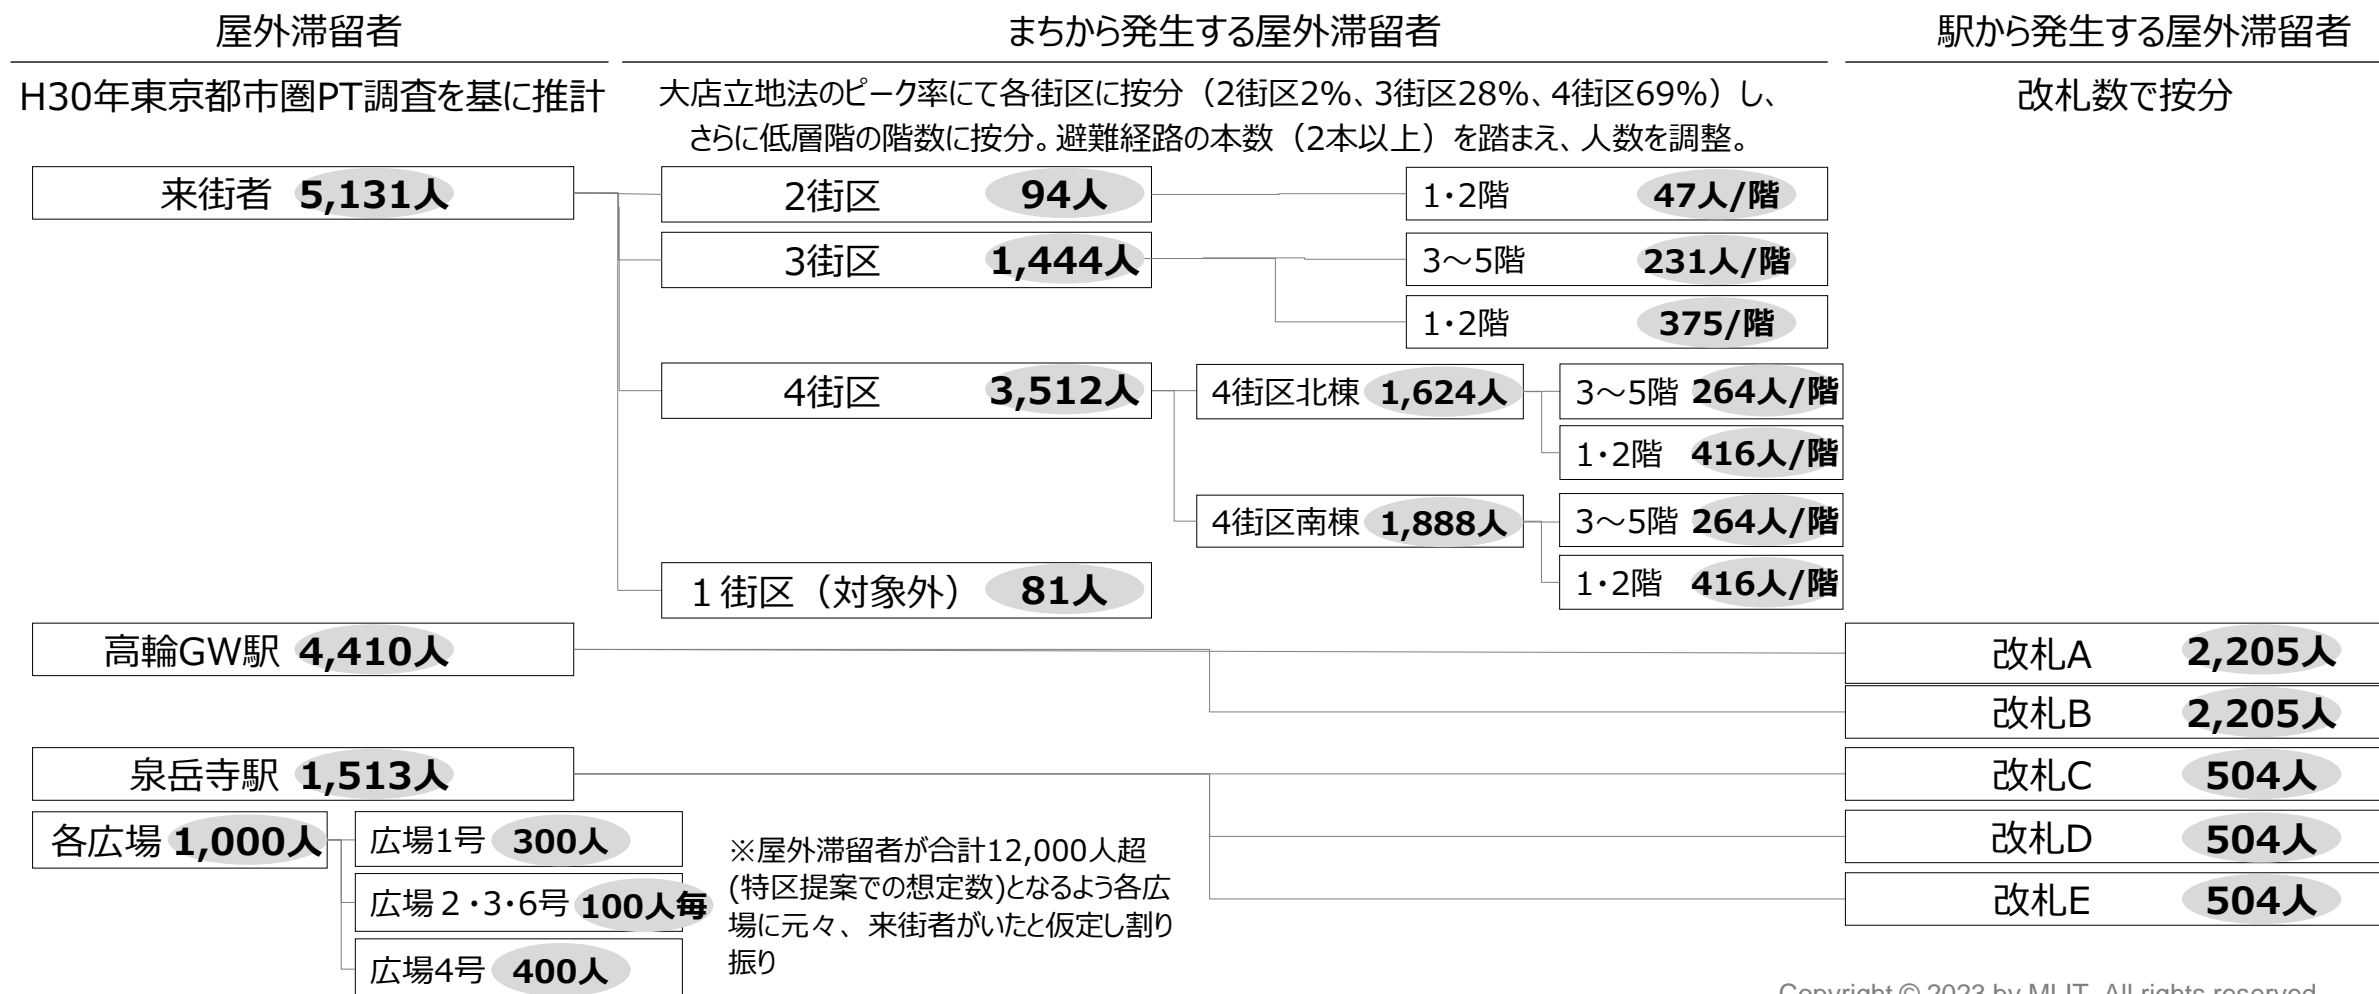 屋外滞留者
まちから発生する屋外滞留者
駅から発生する屋外滞留者
H30年東京都市圏PT調査を基に推計
大店立地法のピーク率にて各街区に按分（2街区2%、3街区28%、4街区69%）し、
さらに低層階の階数に按分。避難経路の本数（2本以上）を踏まえ、人数を調整。
改札数で按分
来街者 5,131人
2街区 94人
1・2階 47人/階
3街区 1,444人
3～5階 231人/階
1・2階 375/階
4街区 3,512人
4街区北棟 1,624人
3～5階 264人/階
1・2階 416人/階
4街区南棟 1,888人
3～5階 264人/階
1・2階 416人/階
１街区（対象外） 81人
高輪GW駅 4,410人
改札A 2,205人
改札B 2,205人
泉岳寺駅 1,513人
改札C 504人
改札D 504人
改札E 504人
各広場 1,000人
広場1号 300人
広場２・3・6号 100人毎
広場4号 400人
※屋外滞留者が合計12,000人超
(特区提案での想定数)となるよう各広
場に元々、来街者がいたと仮定し割り
振り
Copyright © 2023 by MLIT. All rights reserved.